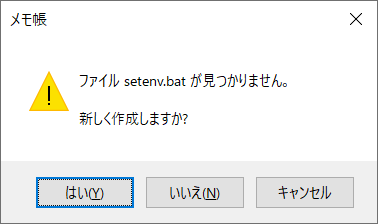 メモ帳
ファイル setenv.bat が見つかりません。
新しく作成しますか?
はい(Y)
いいえ(N)
キャンセル